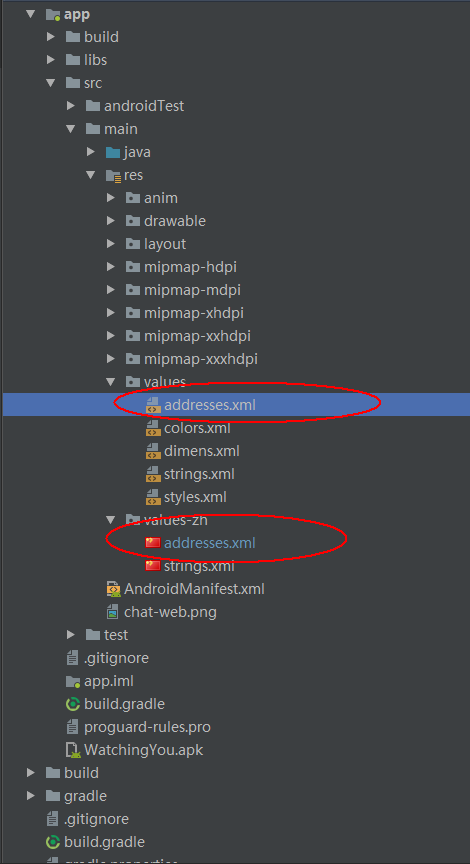 app
build
libs
src
androidTest
main
java
res
anim
drawable
layout
mipmap-hdpi
mipmap-mdpi
mipmap-xhdpi
mipmap-xxhdpi
mipmap-xxxhdpi
values
addresses.xml
colors.xml
dimens.xml
strings.xml
styles.xml
values-zh
addresses.xml
strings.xml
AndroidManifest.xml
chat-web.png
test
.gitignore
app.iml
build.gradle
proguard-rules.pro
WatchingYou.apk
build
gradle
.gitignore
build.gradle
gradle.properties